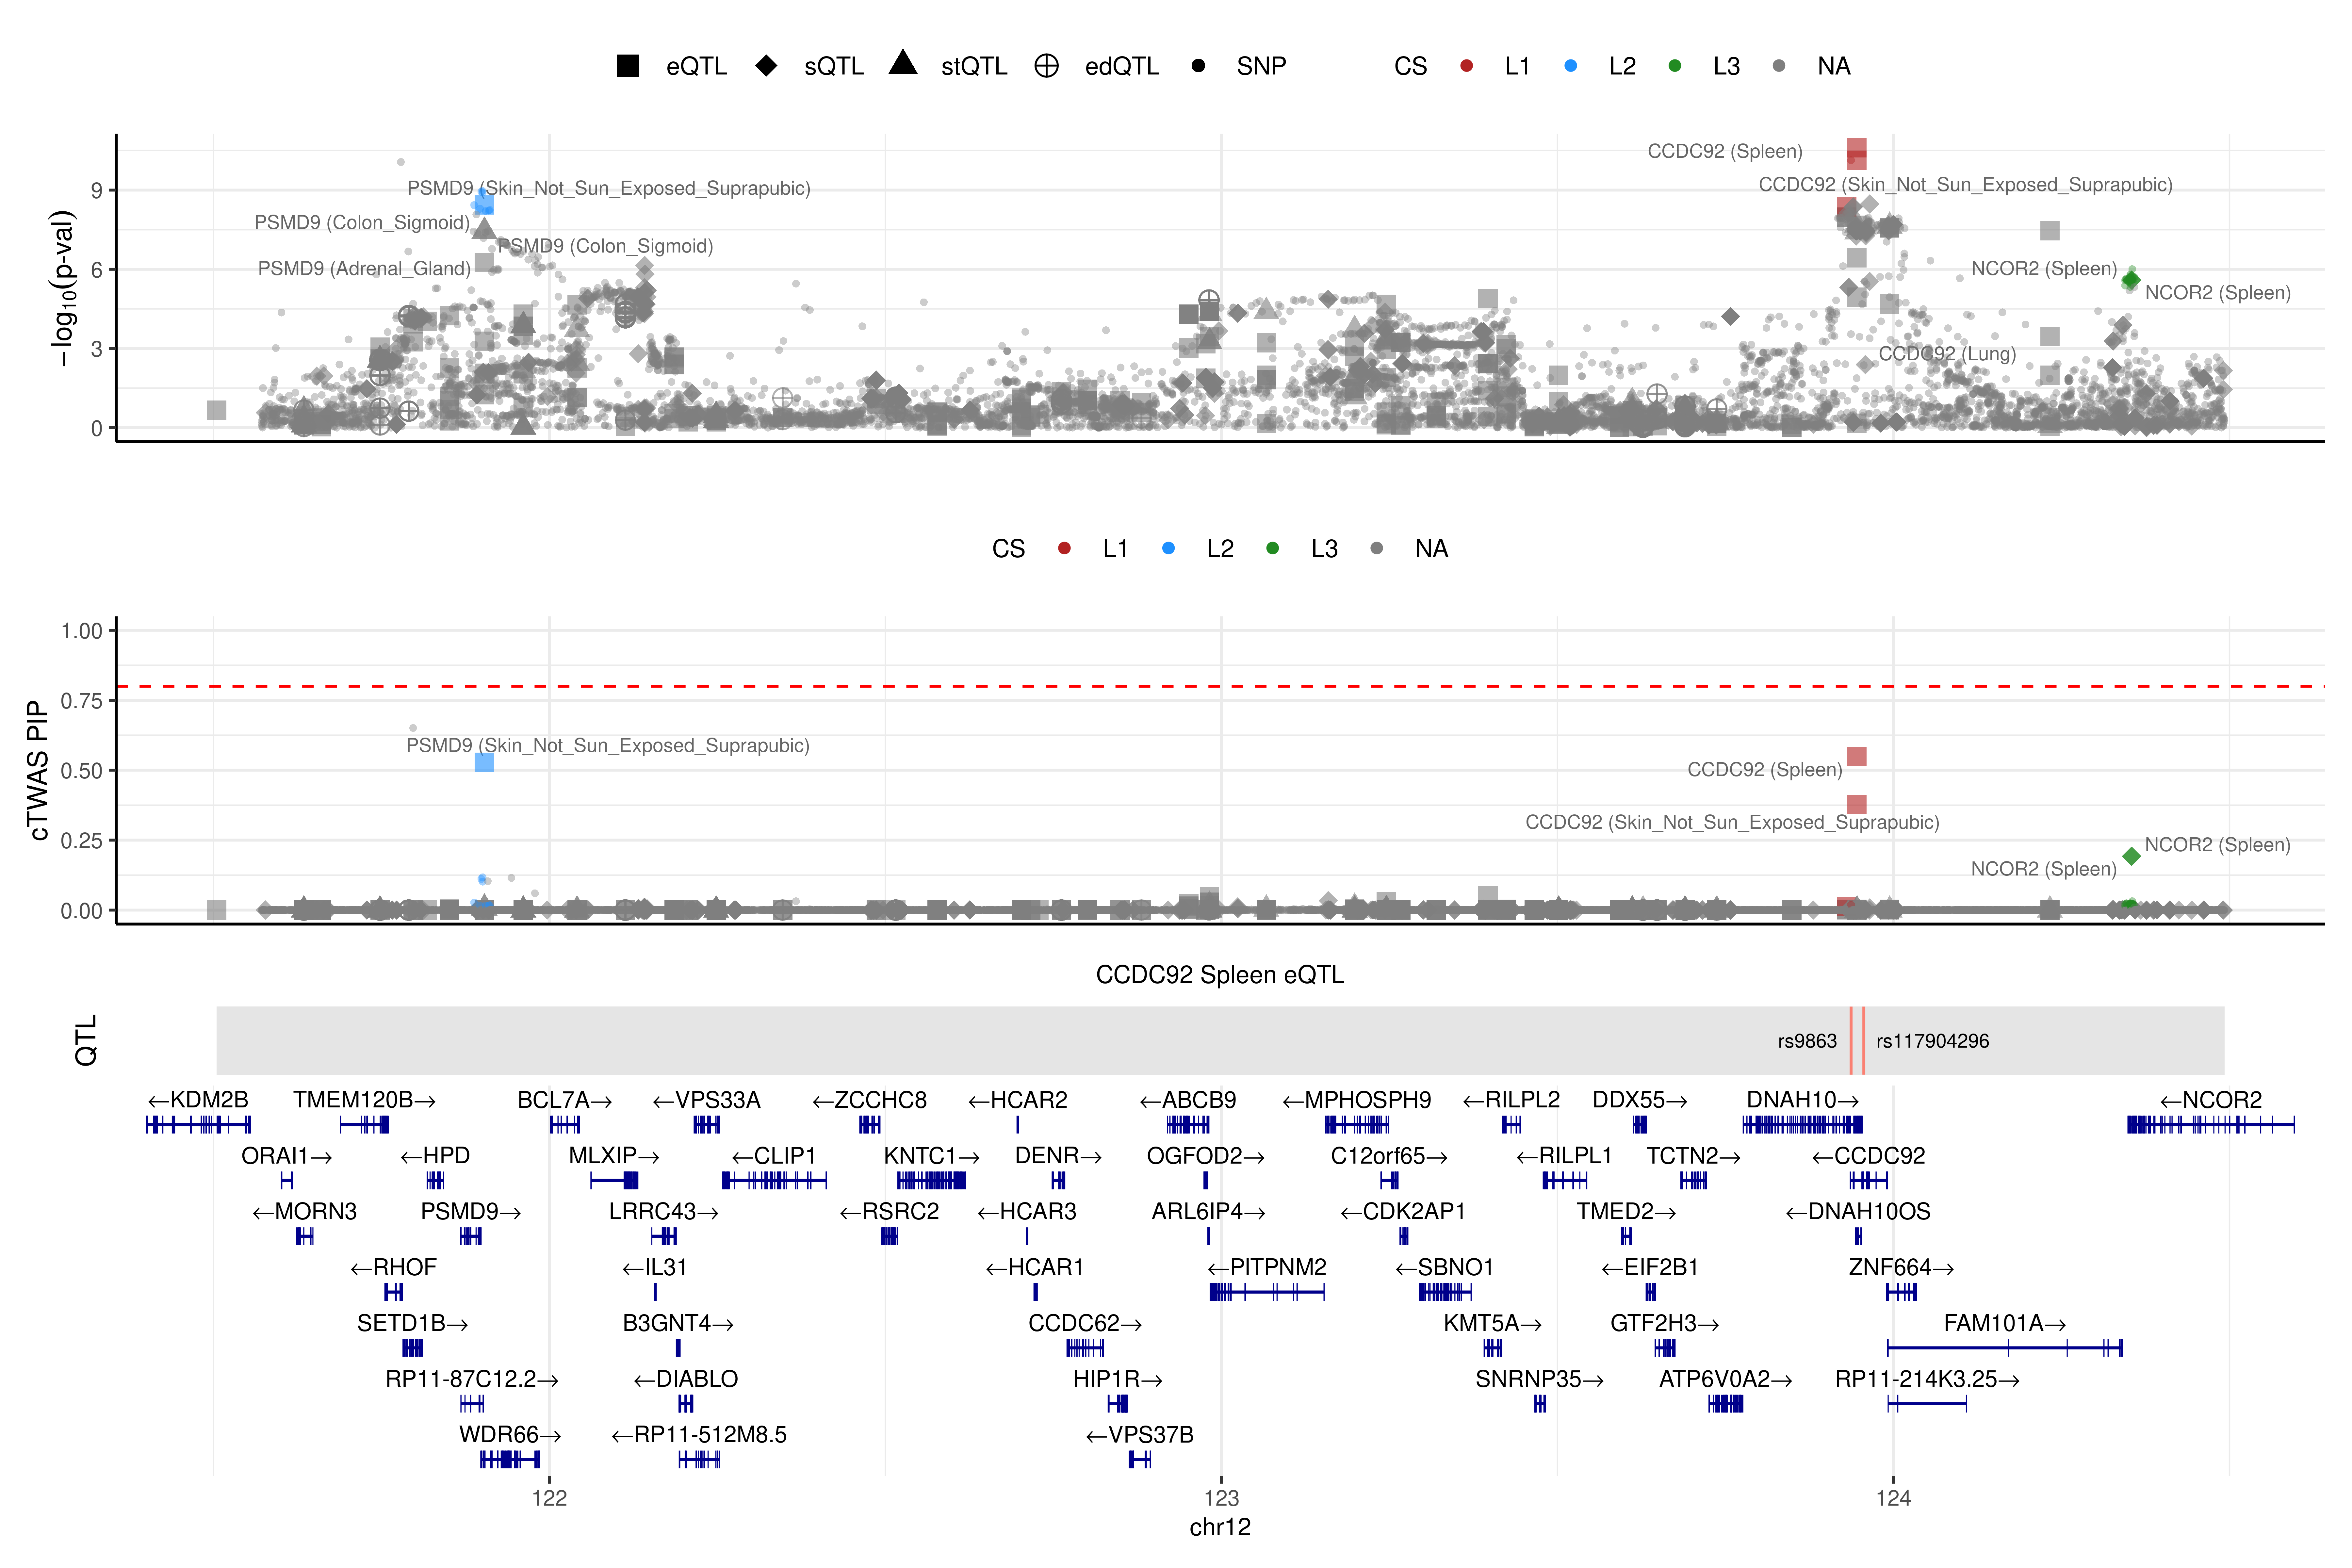 eQTL sQTL stQTL edQTL SNP CS L1 L2 L3 NA
−log10(p-val)
9
6
3
0
CCDC92 (Spleen)
PSMD9 (Skin_Not_Sun_Exposed_Suprapubic)
CCDC92 (Skin_Not_Sun_Exposed_Suprapubic)
PSMD9 (Colon_Sigmoid)
PSMD9 (Colon_Sigmoid)
PSMD9 (Adrenal_Gland)
NCOR2 (Spleen)
NCOR2 (Spleen)
CCDC92 (Lung)
CS L1 L2 L3 NA
cTWAS PIP
1.00
0.75
0.50
0.25
0.00
PSMD9 (Skin_Not_Sun_Exposed_Suprapubic)
CCDC92 (Spleen)
CCDC92 (Skin_Not_Sun_Exposed_Suprapubic)
NCOR2 (Spleen)
NCOR2 (Spleen)
CCDC92 Spleen eQTL
QTL
rs9863 rs117904296
←KDM2B TMEM120B→ BCL7A→ ←VPS33A ←ZCCHC8 ←HCAR2 ←ABCB9 ←MPHOSPH9 ←RILPL2 DDX55→ DNAH10→ ←NCOR2
ORAI1→ ←HPD MLXIP→ ←CLIP1 KNTC1→ DENR→ OGFOD2→ C12orf65→ ←RILPL1 TCTN2→ ←CCDC92
←MORN3 PSMD9→ LRRC43→ ←RSRC2 ←HCAR3 ARL6IP4→ ←CDK2AP1 TMED2→ ←DNAH10OS
←RHOF ←IL31 ←HCAR1 ←PITPNM2 ←SBNO1 ←EIF2B1 ZNF664→
SETD1B→ B3GNT4→ CCDC62→ KMT5A→ GTF2H3→ FAM101A→
RP11-87C12.2→ ←DIABLO HIP1R→ SNRNP35→ ATP6V0A2→ RP11-214K3.25→
WDR66→ ←RP11-512M8.5 ←VPS37B
122 123 124
chr12